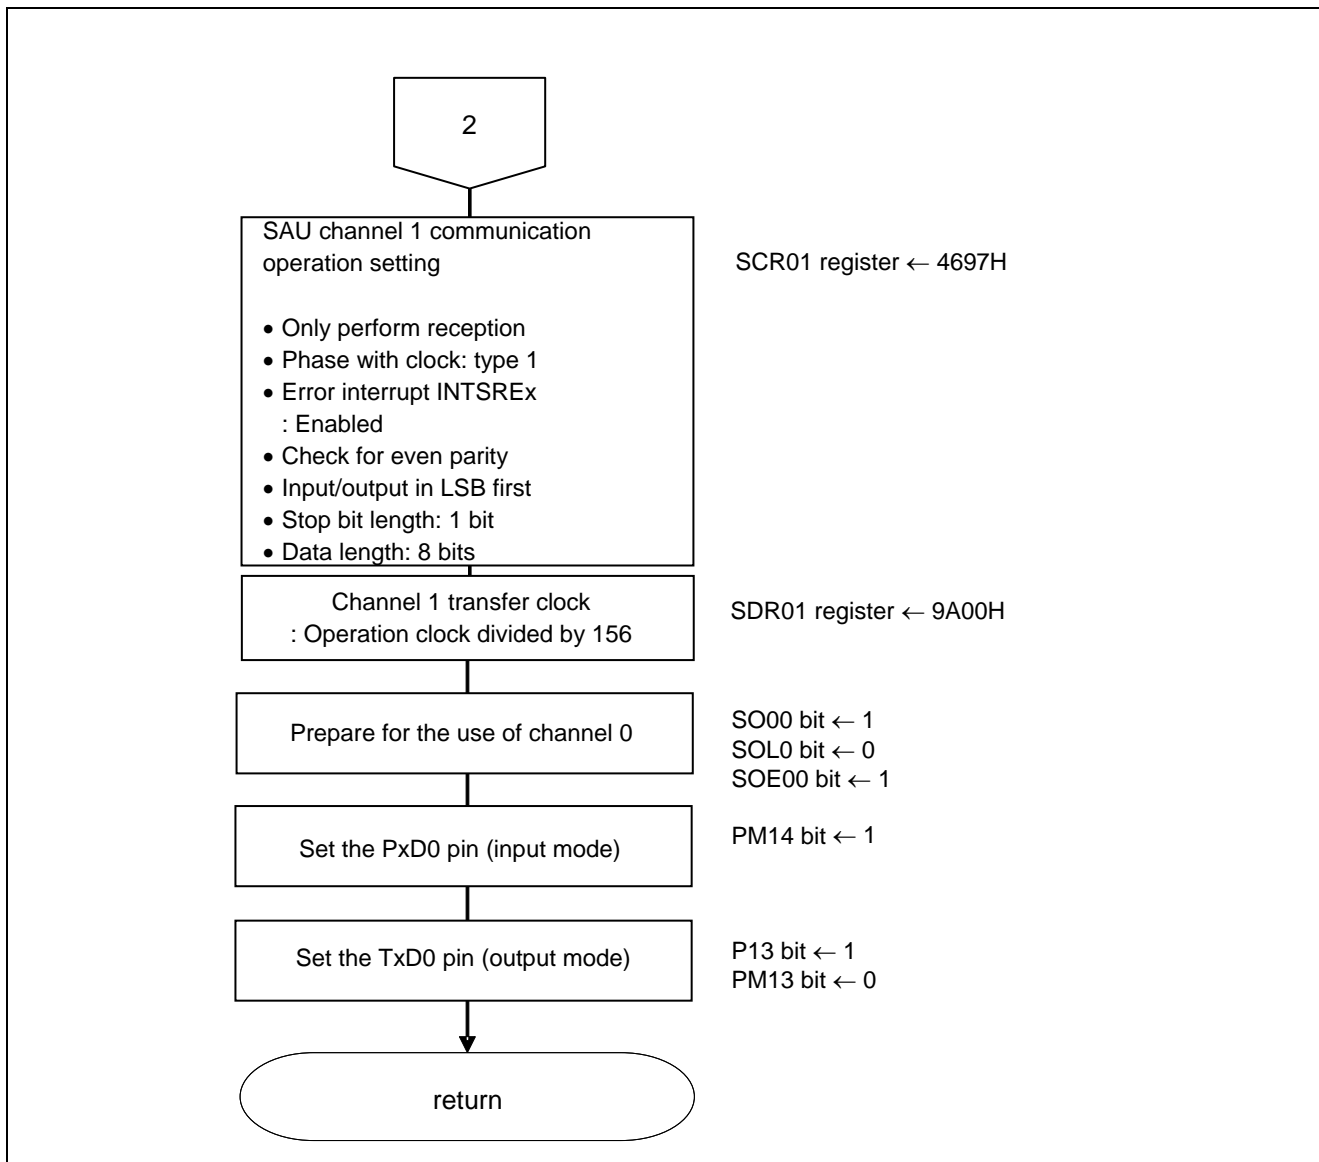 2
SAU channel 1 communication
operation setting
SCR01 register ← 4697H
• Only perform reception
• Phase with clock: type 1
• Error interrupt INTSREx
: Enabled
• Check for even parity
• Input/output in LSB first
• Stop bit length: 1 bit
• Data length: 8 bits
Channel 1 transfer clock
: Operation clock divided by 156
SDR01 register ← 9A00H
Prepare for the use of channel 0
SO00 bit ← 1
SOL0 bit ← 0
SOE00 bit ← 1
Set the PxD0 pin (input mode)
PM14 bit ← 1
Set the TxD0 pin (output mode)
P13 bit ← 1
PM13 bit ← 0
return